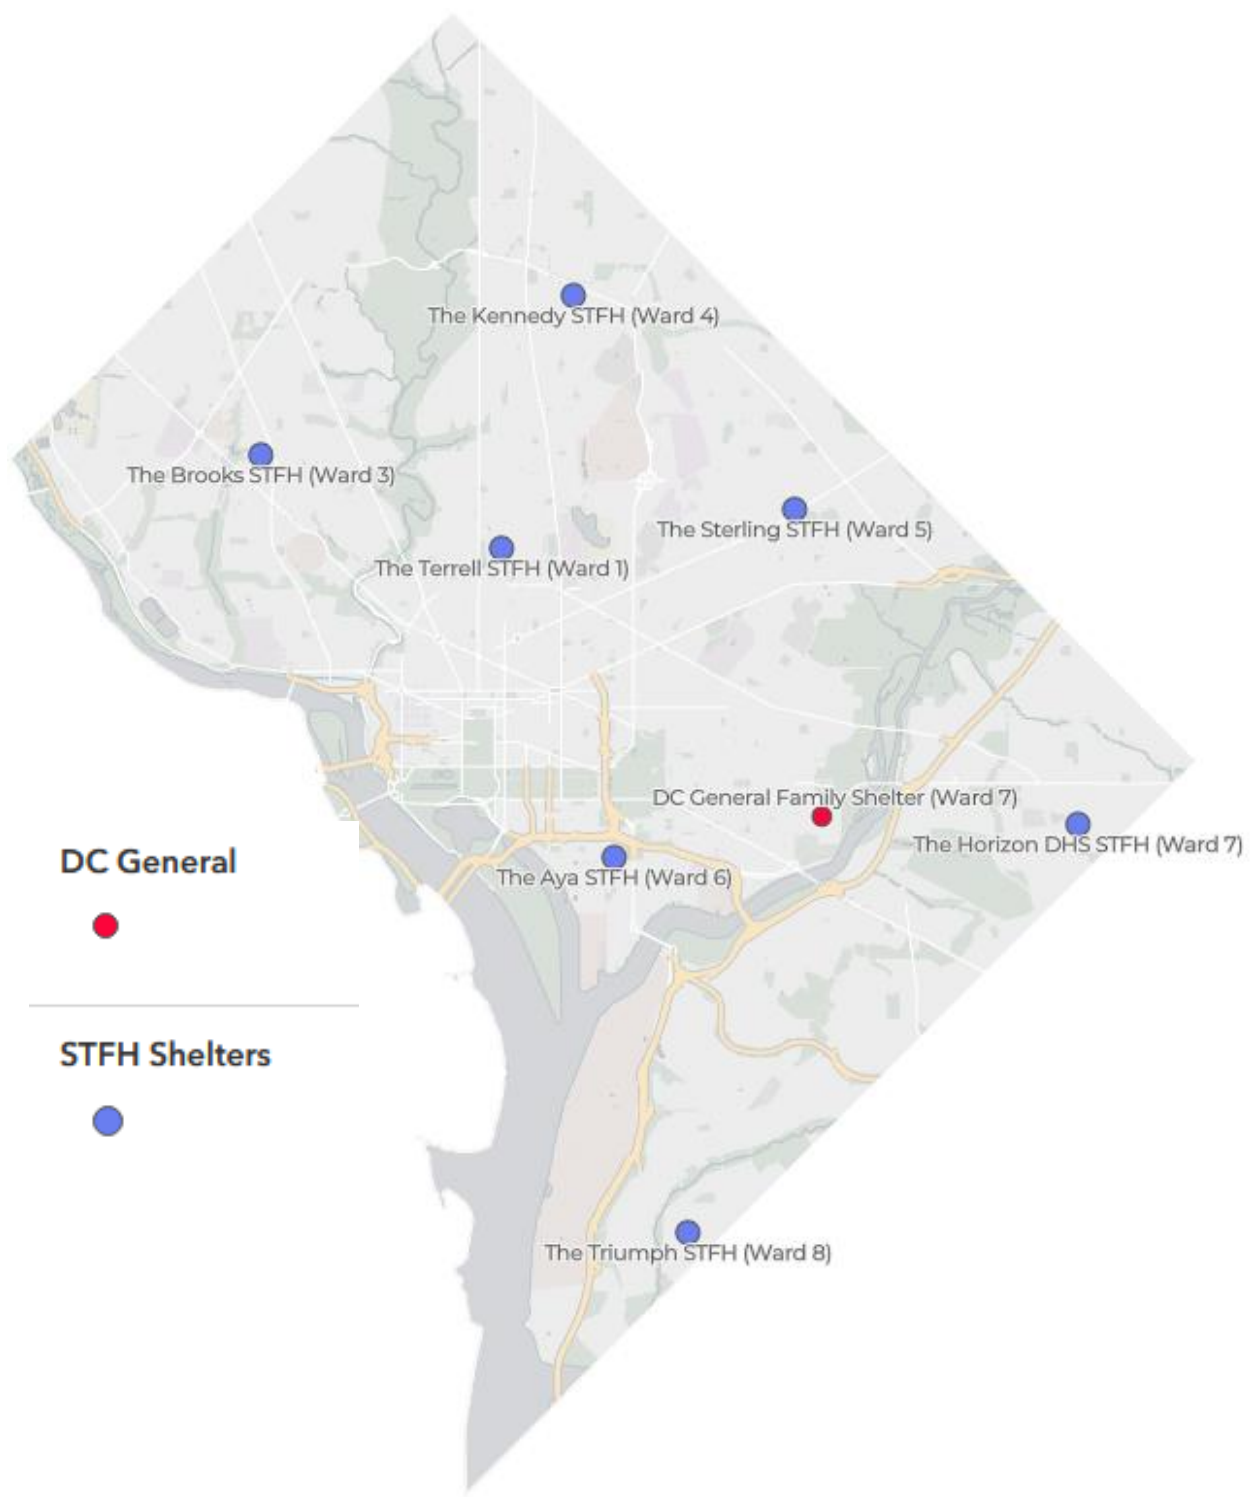 The Kennedy STFH (Ward 4)
The Brooks STFH (Ward 3)
The Sterling STFH (Ward 5)
The Terrell STFH (Ward 1)
DC General Family Shelter (Ward 7)
The Horizon DHS STFH (Ward 7)
The Aya STFH (Ward 6)
DC General
STFH Shelters
The Triumph STFH (Ward 8)